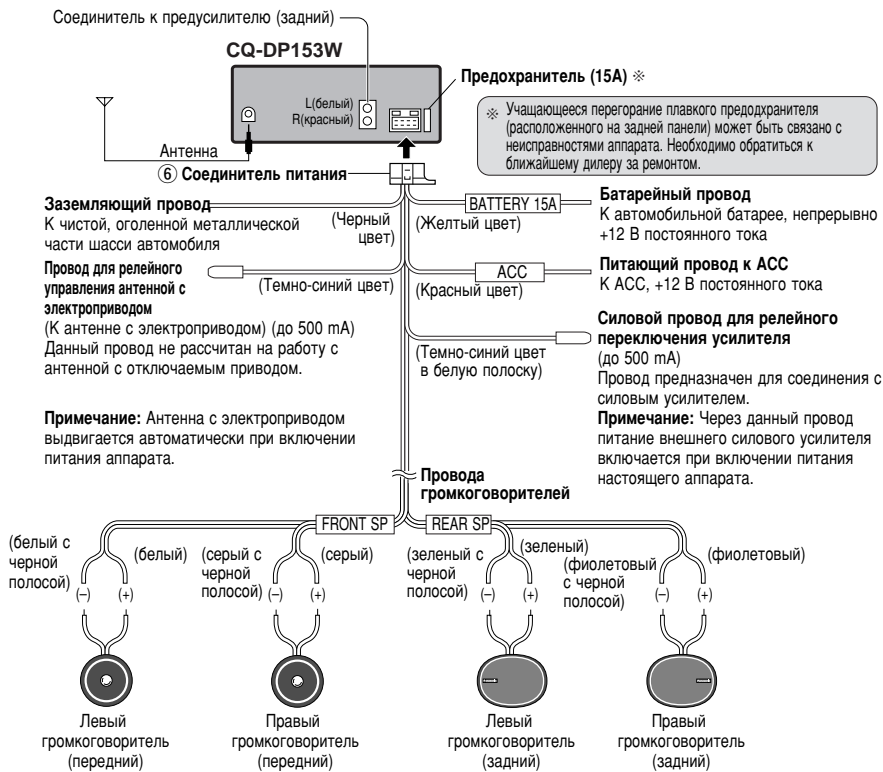 Соединитель к предусилителю (задний)
CQ-DP153W
Предохранитель (15A) ※
L(белый)
R(красный)
※ Учащающееся перегорание плавкого предодхранителя
(расположенного на задней панели) может быть связано с
неисправностями аппарата. Необходимо обратиться к
ближайшему дилеру за ремонтом.
Антенна
⑥ Соединитель питания
Заземляющий провод
К чистой, оголенной металлической
части шасси автомобиля
(Черный
цвет)
BATTERY 15A
(Желтый цвет)
Батарейный провод
К автомобильной батарее, непрерывно
+12 В постоянного тока
Провод для релейного
управления антенной с
электроприводом
(К антенне с электроприводом) (до 500 mA)
Данный провод не рассчитан на работу с
антенной с отключаемым приводом.
(Темно-синий цвет)
ACC
(Красный цвет)
Питающий провод к ACC
К ACC, +12 В постоянного тока
Силовой провод для релейного
переключения усилителя
(до 500 mA)
Провод предназначен для соединения с
силовым усилителем.
Примечание: Через данный провод
питание внешнего силового усилителя
включается при включении питания
настоящего аппарата.
(Темно-синий цвет
в белую полоску)
Примечание: Антенна с электроприводом
выдвигается автоматически при включении
питания аппарата.
Провода
громкоговорителей
FRONT SP
REAR SP
(белый с
черной
полосой)
(белый)
(серый с
черной
полосой)
(серый)
(зеленый с
черной
полосой)
(зеленый)
(фиолетовый
с черной
полосой)
(фиолетовый)
(–) (+)
(–) (+)
(–) (+)
(–) (+)
Левый
громкоговоритель
(передний)
Правый
громкоговоритель
(передний)
Левый
громкоговоритель
(задний)
Правый
громкоговоритель
(задний)